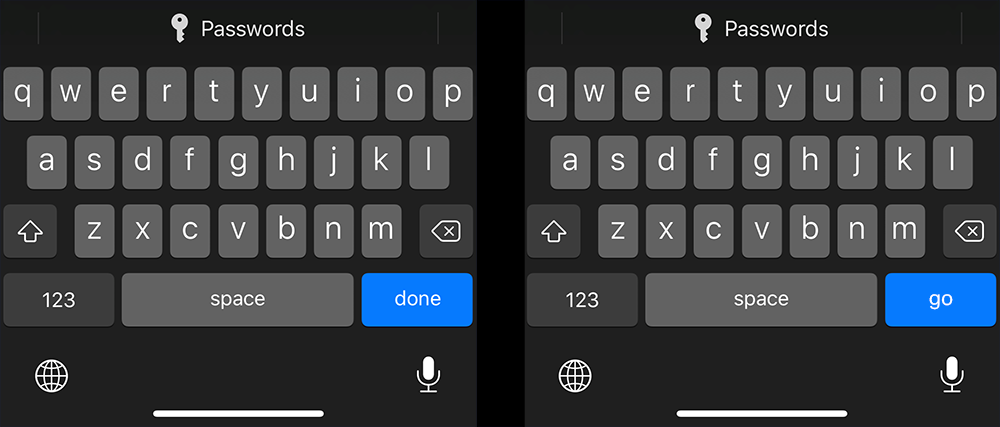 Passwords
q w e r t y u i o p
a s d f g h j k l
z x c v b n m
123 space done
Passwords
q w e r t y u i o p
a s d f g h j k l
z x c v b n m
123 space go